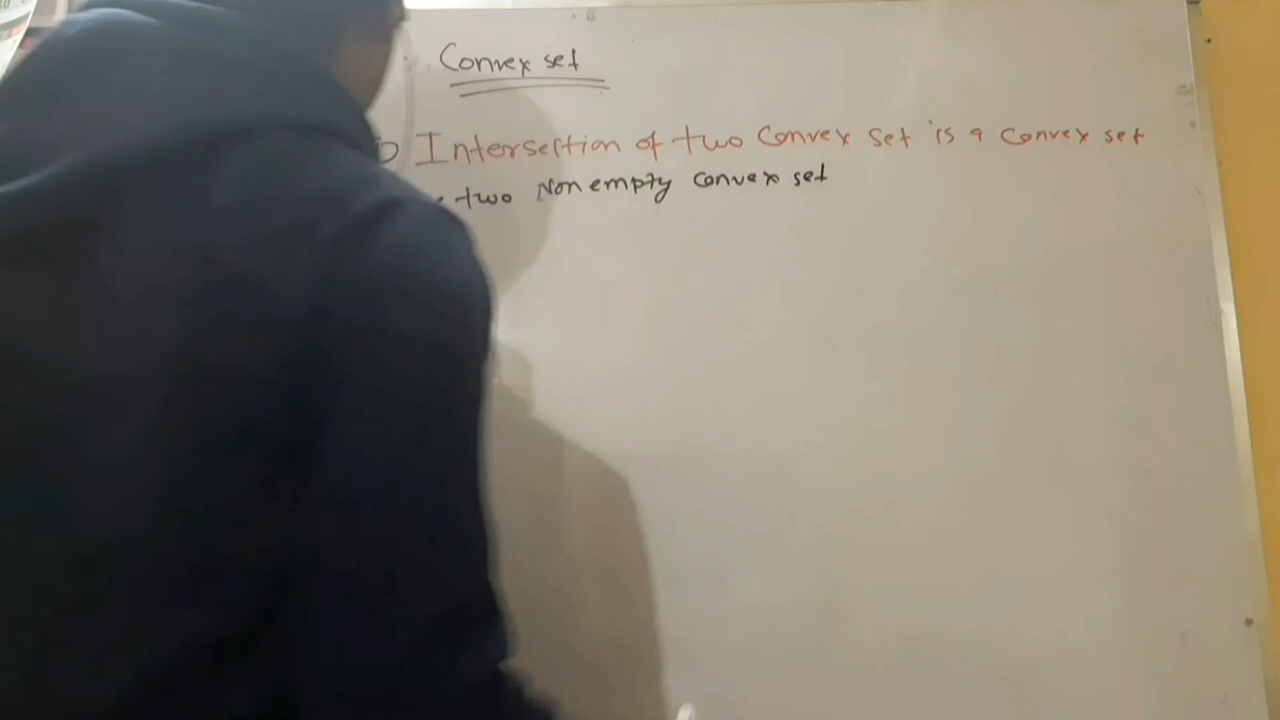 Convex set
Intersection of two Convex set is a Convex set
two Non empty convex set